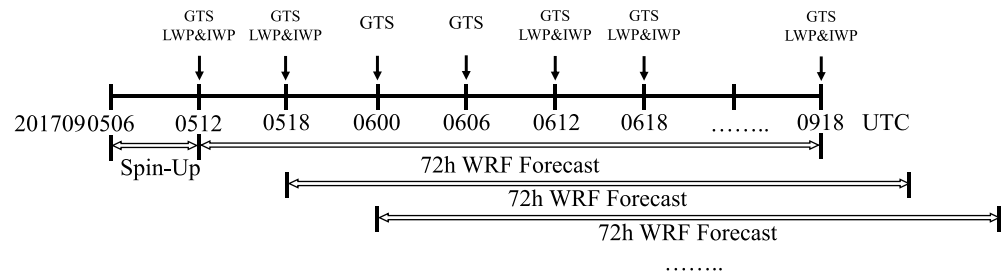 GTS GTS GTS GTS GTS GTS GTS
LWP&IWP LWP&IWP LWP&IWP LWP&IWP LWP&IWP
2017090506 0512 0518 0600 0606 0612 0618 ........ 0918 UTC
Spin-Up 72h WRF Forecast
72h WRF Forecast
72h WRF Forecast
........